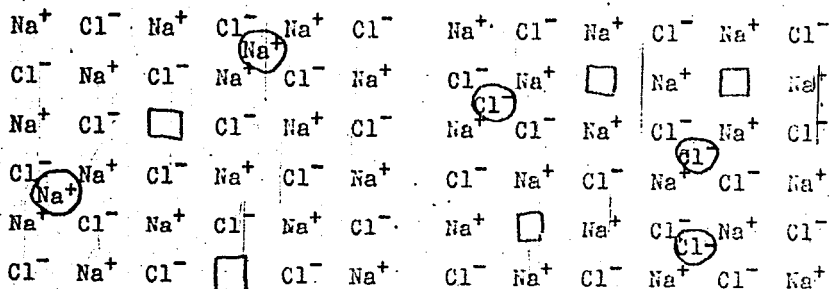 Na⁺ Cl⁻ Na⁺ Cl⁻ Na⁺ Cl⁻ Na⁺ Cl⁻ Na⁺ Cl⁻ Na⁺ Cl⁻
Na⁺
Cl⁻ Na⁺ Cl⁻ Na⁺ Cl⁻ Na⁺ Cl⁻ Na⁺ Na⁺ Na⁺
Cl⁻
Na⁺ Cl⁻ Cl⁻ Na⁺ Cl⁻ Na⁺ Cl⁻ Na⁺ Cl⁻ Na⁺ Cl⁻
Cl⁻
Cl⁻ Na⁺ Cl⁻ Na⁺ Cl⁻ Na⁺ Cl⁻ Na⁺ Cl⁻ Na⁺ Cl⁻ Na⁺
Na⁺
Na⁺ Cl⁻ Na⁺ Cl⁻ Na⁺ Cl⁻ Na⁺ Na⁺ Cl⁻ Na⁺ Cl⁻
Cl⁻
Cl⁻ Na⁺ Cl⁻ Cl⁻ Na⁺ Cl⁻ Na⁺ Cl⁻ Na⁺ Cl⁻ Na⁺